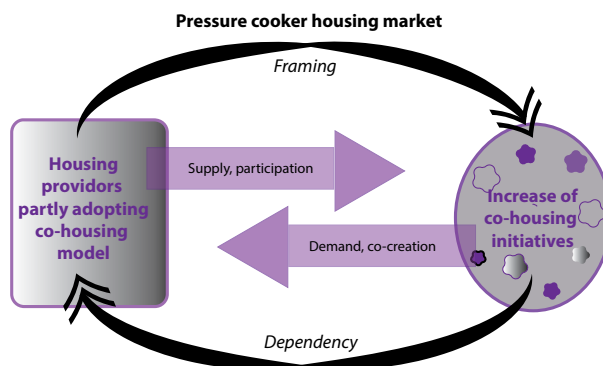 Pressure cooker housing market
Framing
Housing
providors
partly adopting
co-housing
model
Supply, participation
Increase of
co-housing
initiatives
Demand, co-creation
Dependency